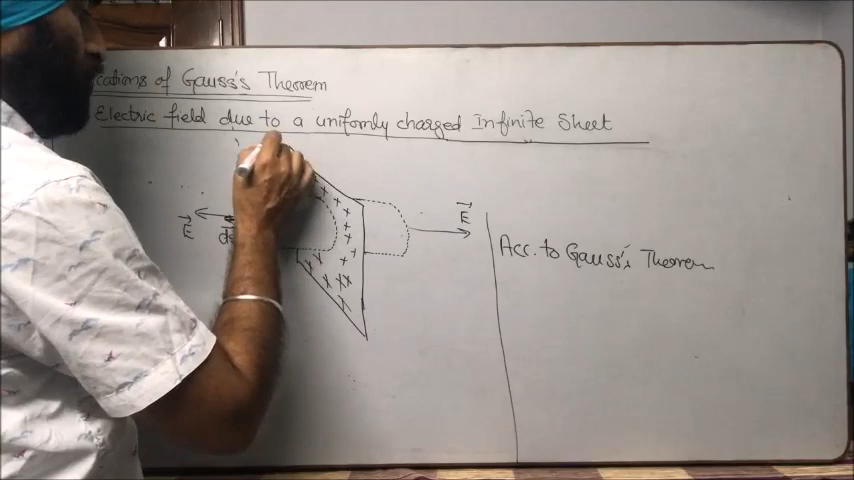 cations of Gauss's Theorem
Electric field due to a uniformly charged Infinite Sheet
E
E
Acc. to Gauss's Theorem